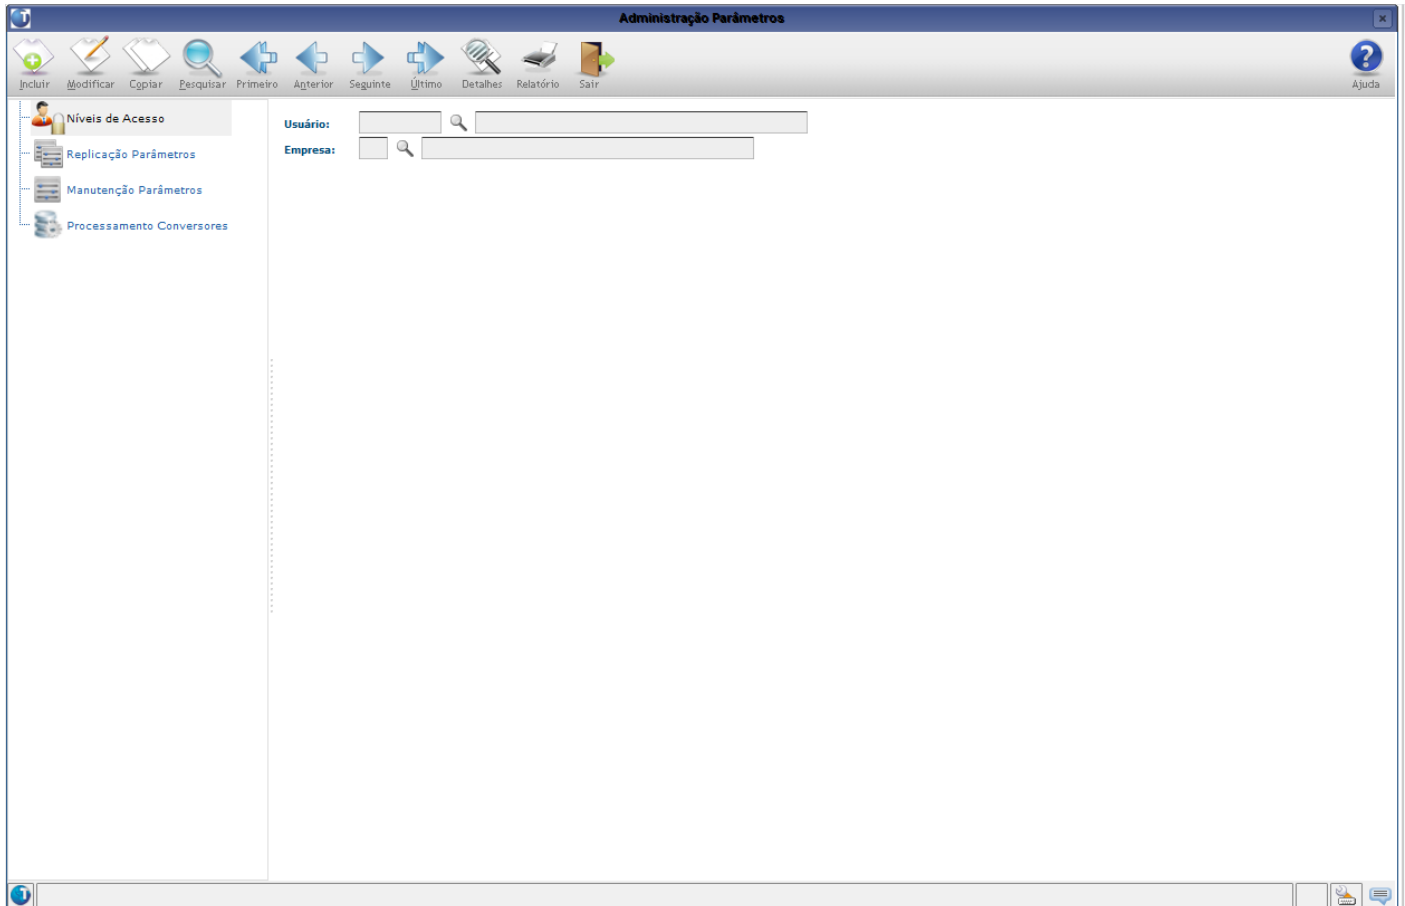 Administração Parâmetros
Incluir Modificar Copiar Pesquisar Primeiro Anterior Seguinte Último Detalhes Relatório Sair Ajuda
Níveis de Acesso
Replicação Parâmetros
Manutenção Parâmetros
Processamento Conversores
Usuário:
Empresa: